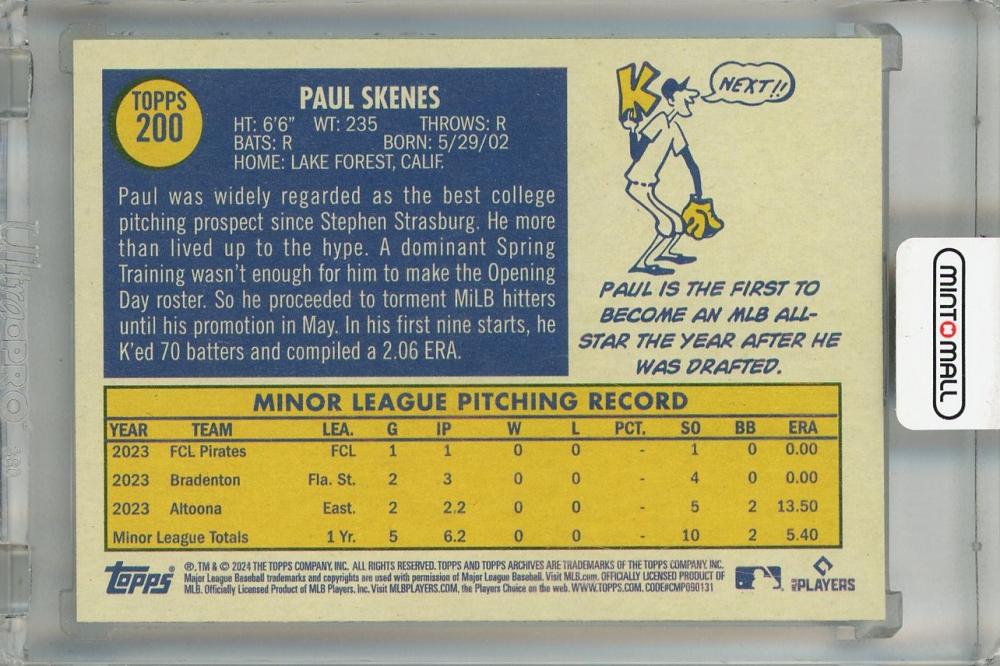 TOPPS
200
PAUL SKENES
HT: 6'6" WT: 235 THROWS: R
BATS: R BORN: 5/29/02
HOME: LAKE FOREST, CALIF.
Paul was widely regarded as the best college
pitching prospect since Stephen Strasburg. He more
than lived up to the hype. A dominant Spring
Training wasn't enough for him to make the Opening
Day roster. So he proceeded to torment MiLB hitters
until his promotion in May. In his first nine starts, he
K'ed 70 batters and compiled a 2.06 ERA.
K
NEXT!!
PAUL IS THE FIRST TO
BECOME AN MLB ALL-
STAR THE YEAR AFTER HE
WAS DRAFTED.
MINOR LEAGUE PITCHING RECORD
YEAR TEAM LEA. G IP W L PCT. SO BB ERA
2023 FCL Pirates FCL 1 1 0 0 - 1 0 0.00
2023 Bradenton Fla. St. 2 3 0 0 - 4 0 0.00
2023 Altoona East. 2 2.2 0 0 - 5 2 13.50
Minor League Totals 1 Yr. 5 6.2 0 0 - 10 2 5.40
topps
®, TM & © 2024 THE TOPPS COMPANY, INC. ALL RIGHTS RESERVED. TOPPS AND TOPPS ARCHIVES ARE TRADEMARKS OF THE TOPPS COMPANY, INC.
Major League Baseball trademarks and copyrights are used with permission of Major League Baseball. Visit MLB.com. OFFICIALLY LICENSED PRODUCT OF
MLB. Officially Licensed Product of MLB Players, Inc. Visit MLBPLAYERS.COM, the Players Choice on the web. WWW.TOPPS.COM. CODE#CMP090131
MLB PLAYERS
MINTOMALL
UltraPRO